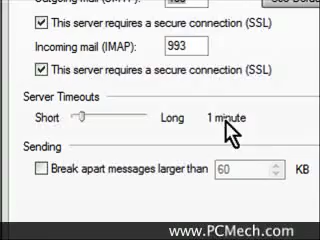 This server requires a secure connection (SSL)
Incoming mail (IMAP): 993
This server requires a secure connection (SSL)
Server Timeouts
Short Long 1 minute
Sending
Break apart messages larger than 60 KB
www.PCMech.com